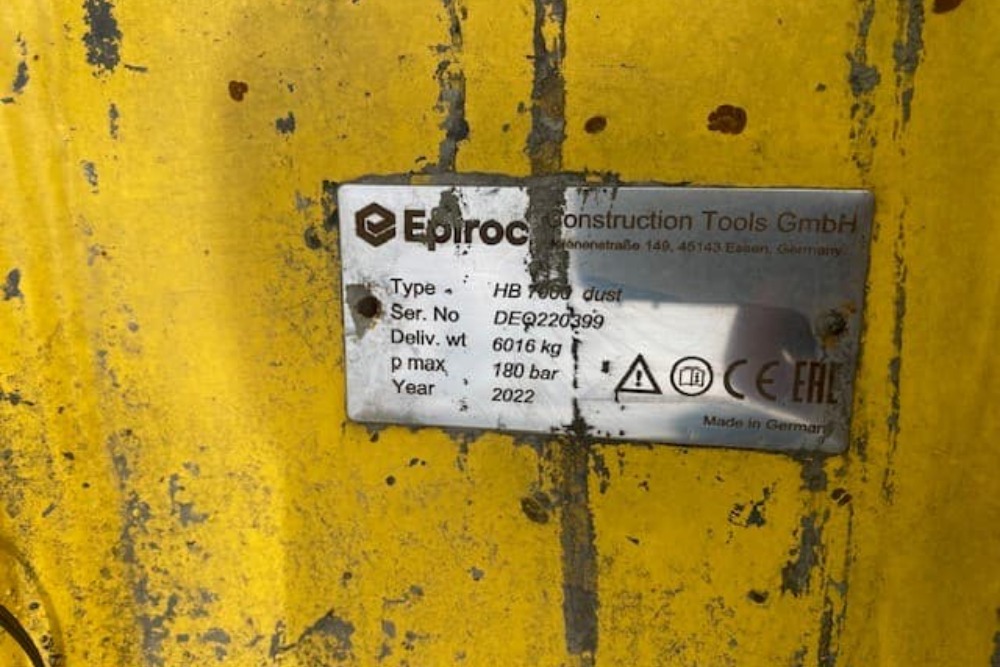 Epiroc Construction Tools GmbH
149, 45143 Essen, Germany
Type HB 7000 dust
Ser. No DEQ220399
Deliv. wt 6016 kg
p max 180 bar
Year 2022
CE EAC
Made in Germany